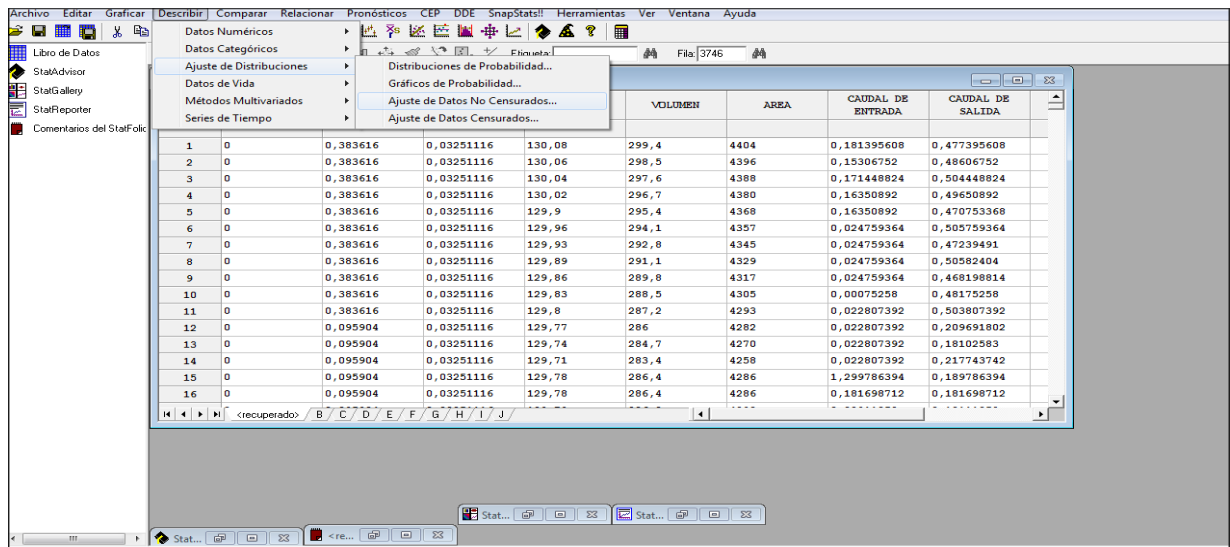 Archivo Editar Graficar Describir Comparar Relacionar Pronósticos CEP DDE SnapStats!! Herramientas Ver Ventana Ayuda
Datos Numéricos
Datos Categóricos
Ajuste de Distribuciones
Datos de Vida
Métodos Multivariados
Series de Tiempo
Distribuciones de Probabilidad...
Gráficos de Probabilidad...
Ajuste de Datos No Censurados...
Ajuste de Datos Censurados...
Etiqueta: Fila: 3746
Libro de Datos
StatAdvisor
StatGallery
StatReporter
Comentarios del StatFolio
VOLUMEN AREA CAUDAL DE ENTRADA CAUDAL DE SALIDA
1 0 0,383616 0,03251116 130,08 299,4 4404 0,181395608 0,477395608
2 0 0,383616 0,03251116 130,06 298,5 4396 0,15306752 0,48606752
3 0 0,383616 0,03251116 130,04 297,6 4388 0,171448824 0,504448824
4 0 0,383616 0,03251116 130,02 296,7 4380 0,16350892 0,49650892
5 0 0,383616 0,03251116 129,9 295,4 4368 0,16350892 0,470753368
6 0 0,383616 0,03251116 129,96 294,1 4357 0,024759364 0,505759364
7 0 0,383616 0,03251116 129,93 292,8 4345 0,024759364 0,47239491
8 0 0,383616 0,03251116 129,89 291,1 4329 0,024759364 0,50582404
9 0 0,383616 0,03251116 129,86 289,8 4317 0,024759364 0,468198814
10 0 0,383616 0,03251116 129,83 288,5 4305 0,00075258 0,48175258
11 0 0,383616 0,03251116 129,8 287,2 4293 0,022807392 0,503807392
12 0 0,095904 0,03251116 129,77 286 4282 0,022807392 0,209691802
13 0 0,095904 0,03251116 129,74 284,7 4270 0,022807392 0,18102583
14 0 0,095904 0,03251116 129,71 283,4 4258 0,022807392 0,217743742
15 0 0,095904 0,03251116 129,78 286,4 4286 1,299786394 0,189786394
16 0 0,095904 0,03251116 129,78 286,4 4286 0,181698712 0,181698712
<recuperado> B C D E F G H I J
Stat... Stat...
Stat... <re...